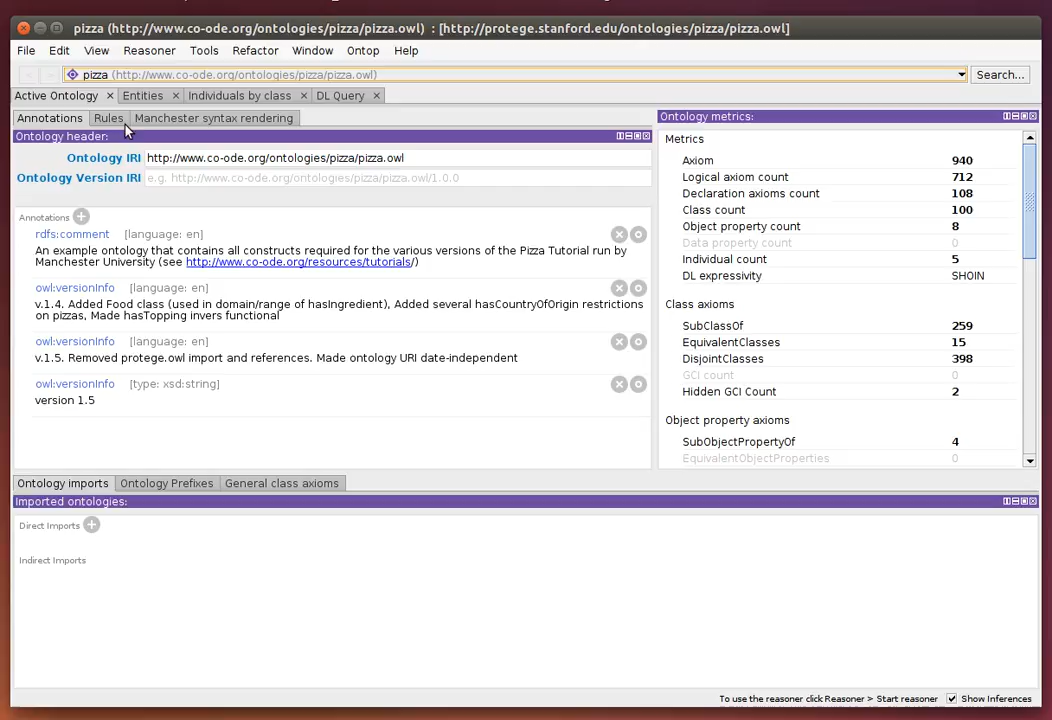 pizza (http://www.co-ode.org/ontologies/pizza/pizza.owl) : [http://protege.stanford.edu/ontologies/pizza/pizza.owl]
File Edit View Reasoner Tools Refactor Window Ontop Help
< > pizza (http://www.co-ode.org/ontologies/pizza/pizza.owl) Search...
Active Ontology × Entities × Individuals by class × DL Query ×
Annotations Rules Manchester syntax rendering
Ontology header:
Ontology IRI http://www.co-ode.org/ontologies/pizza/pizza.owl
Ontology Version IRI e.g. http://www.co-ode.org/ontologies/pizza/pizza.owl/1.0.0
Annotations
rdfs:comment [language: en]
An example ontology that contains all constructs required for the various versions of the Pizza Tutorial run by
Manchester University (see http://www.co-ode.org/resources/tutorials/)
owl:versionInfo [language: en]
v.1.4. Added Food class (used in domain/range of hasIngredient), Added several hasCountryOfOrigin restrictions
on pizzas, Made hasTopping invers functional
owl:versionInfo [language: en]
v.1.5. Removed protege.owl import and references. Made ontology URI date-independent
owl:versionInfo [type: xsd:string]
version 1.5
Ontology metrics:
Metrics
Axiom 940
Logical axiom count 712
Declaration axioms count 108
Class count 100
Object property count 8
Data property count 0
Individual count 5
DL expressivity SHOIN
Class axioms
SubClassOf 259
EquivalentClasses 15
DisjointClasses 398
GCI count 0
Hidden GCI Count 2
Object property axioms
SubObjectPropertyOf 4
EquivalentObjectProperties 0
Ontology imports Ontology Prefixes General class axioms
Imported ontologies:
Direct Imports
Indirect Imports
To use the reasoner click Reasoner > Start reasoner Show Inferences